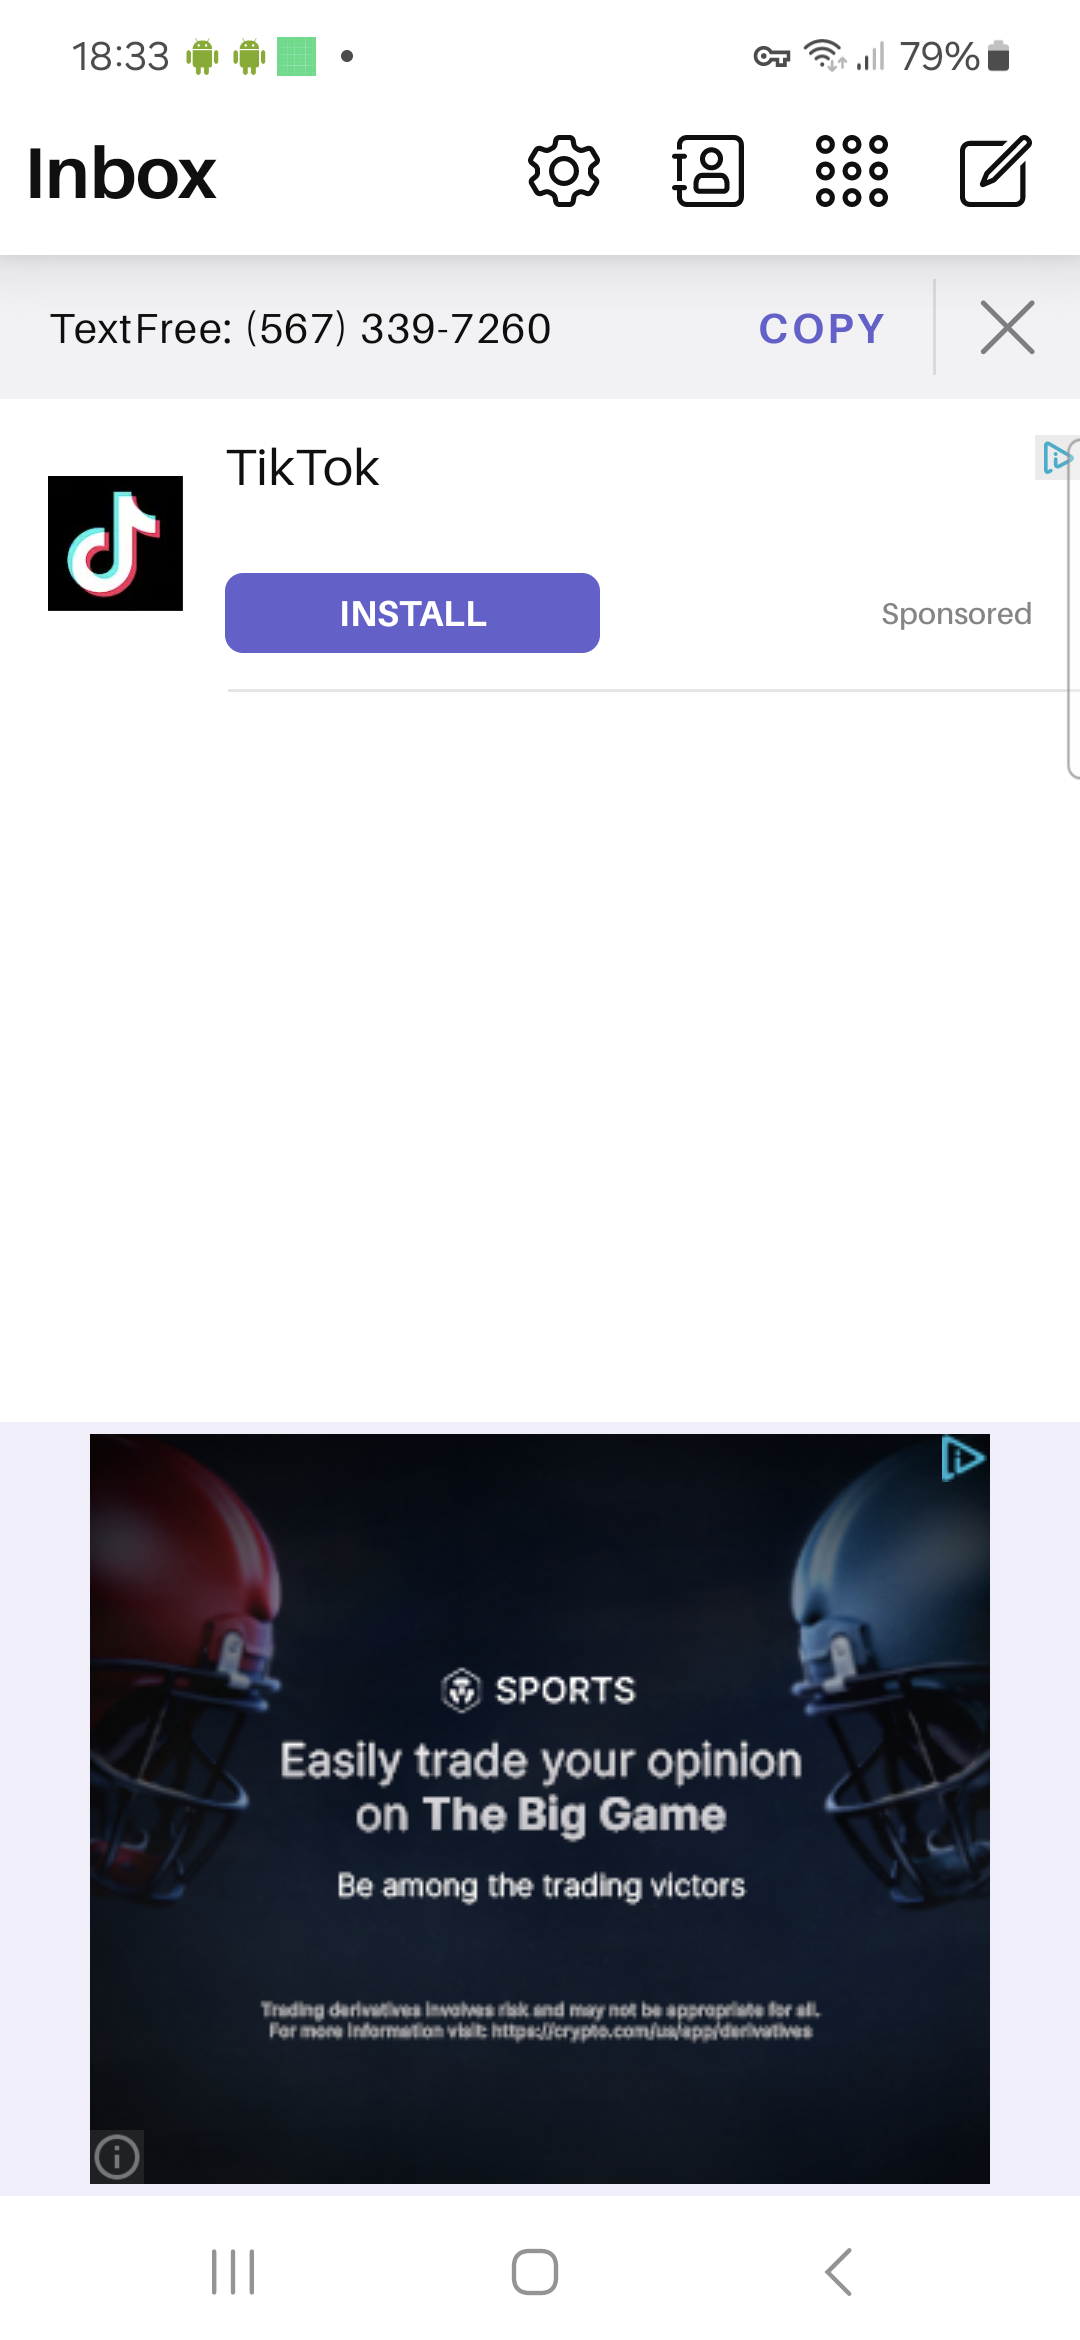 18:33
79%
Inbox
TextFree: (567) 339-7260
COPY
TikTok
INSTALL
Sponsored
SPORTS
Easily trade your opinion
on The Big Game
Be among the trading victors
Trading derivatives involves risk and may not be appropriate for all.
For more information visit: https://crypto.com/us/app/derivatives